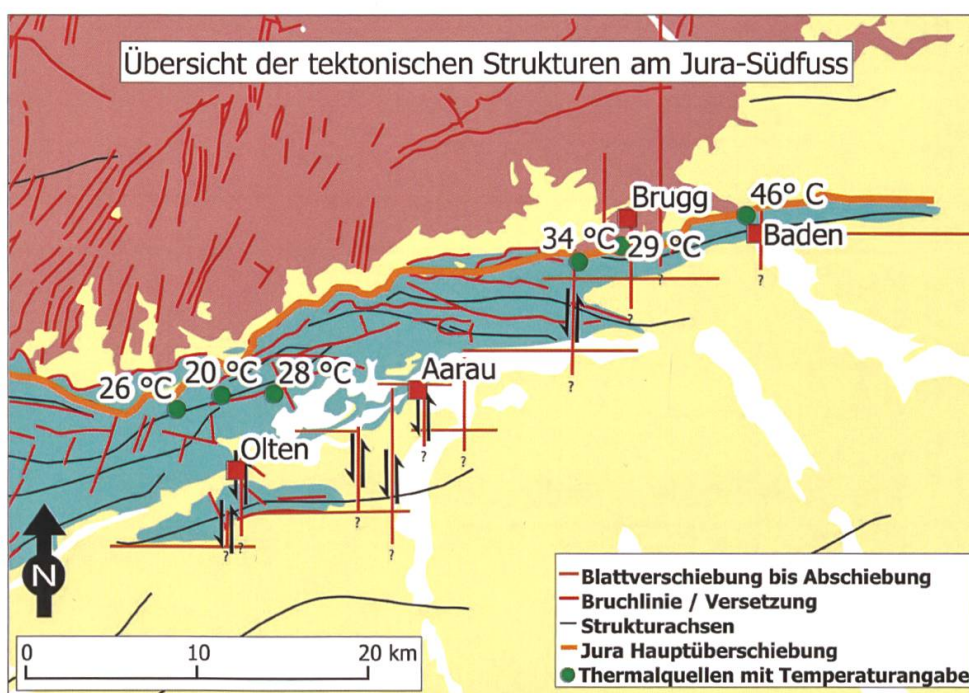 Übersicht der tektonischen Strukturen am Jura-Südfuss
Brugg
46° C
34 °C
29 °C
Baden
?
?
?
?
26 °C
20 °C
28 °C
Aarau
?
Olten
?
?
?
?
?
?
N
0 10 20 km
Blattverschiebung bis Abschiebung
Bruchlinie / Versetzung
Strukturachsen
Jura Hauptüberschiebung
Thermalquellen mit Temperaturangabe